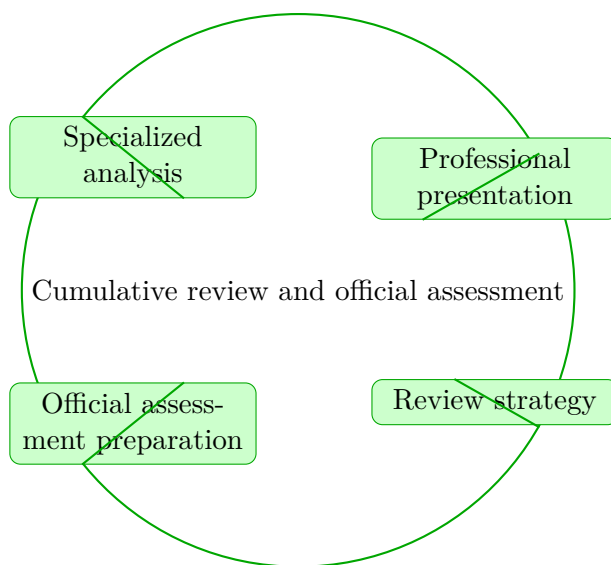 Specialized
analysis
Professional
presentation
Cumulative review and official assessment
Official assess-
ment preparation
Review strategy